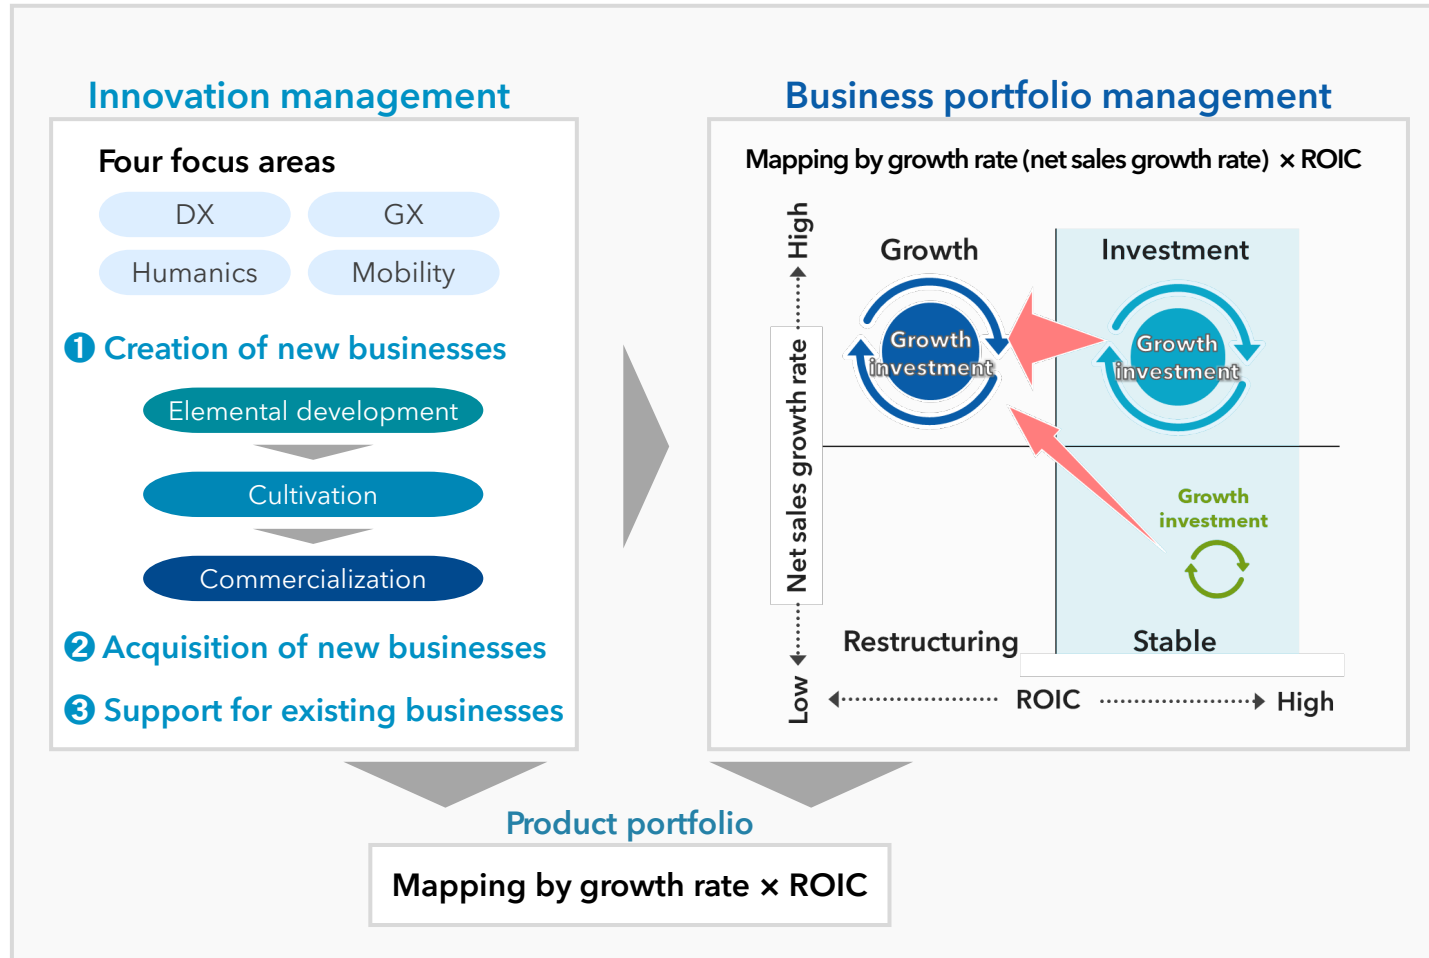 Innovation management
Four focus areas
DX
GX
Humanics
Mobility
❶ Creation of new businesses
Elemental development
Cultivation
Commercialization
❷ Acquisition of new businesses
❸ Support for existing businesses
Business portfolio management
Mapping by growth rate (net sales growth rate) × ROIC
High
Net sales growth rate
Low
Growth
Growth
investment
Investment
Growth
investment
Growth
investment
Restructuring
Stable
ROIC
High
Product portfolio
Mapping by growth rate × ROIC